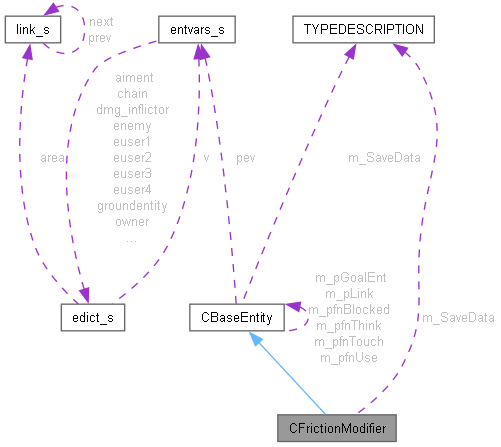 link_s
next
prev
entvars_s
TYPEDESCRIPTION
aiment
chain
dmg_inflictor
enemy
euser1
euser2
euser3
euser4
groundentity
owner
...
area
v
pev
m_SaveData
edict_s
CBaseEntity
m_pGoalEnt
m_pLink
m_pfnBlocked
m_pfnThink
m_pfnTouch
m_pfnUse
m_SaveData
CFrictionModifier